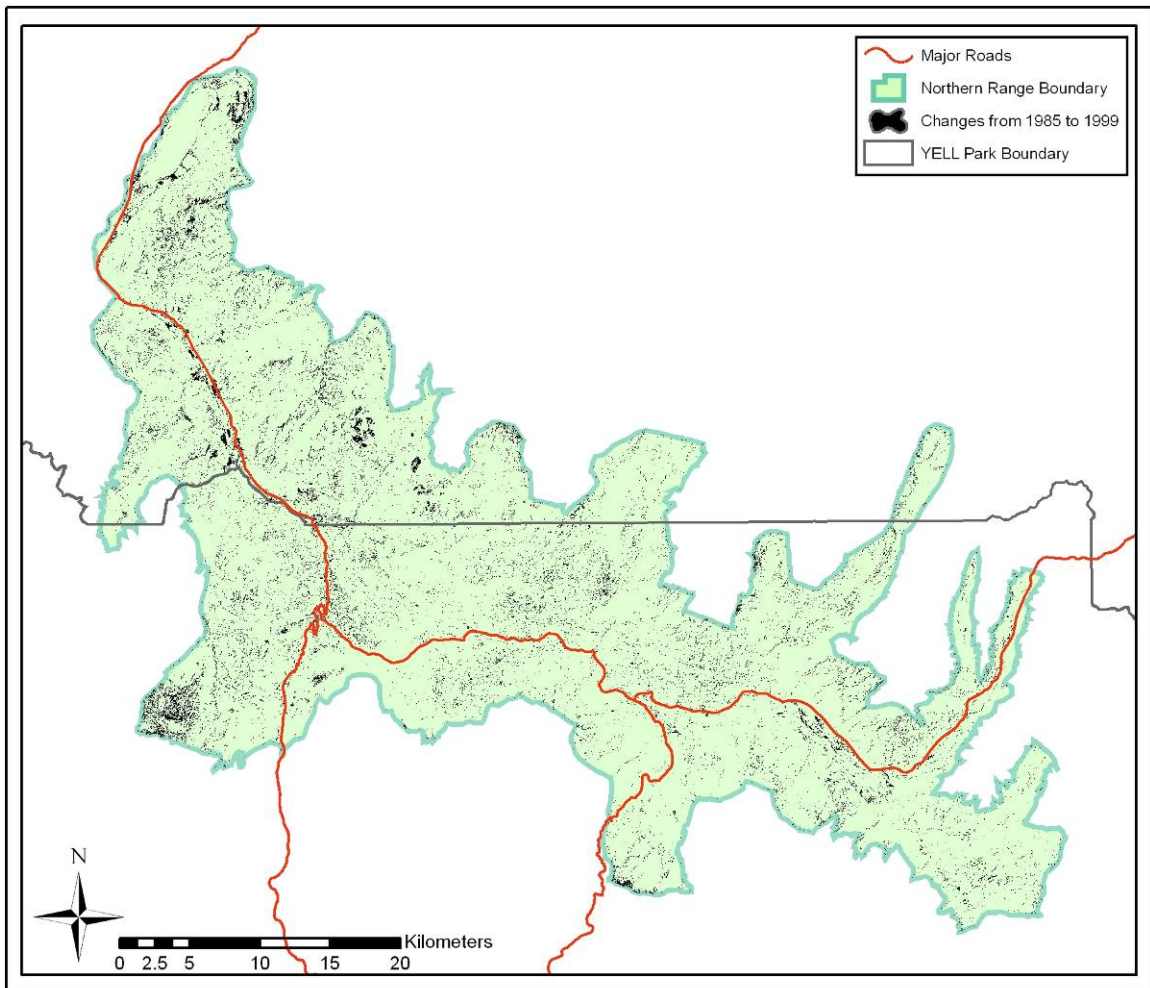 Major Roads
Northern Range Boundary
Changes from 1985 to 1999
YELL Park Boundary
N
Kilometers
0 2.5 5 10 15 20